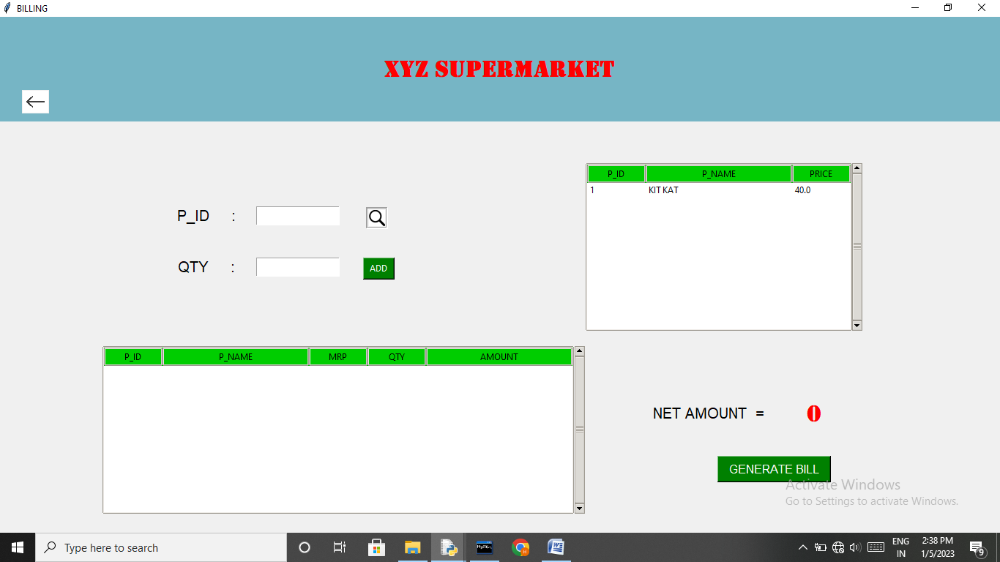 BILLING
XYZ SUPERMARKET
P_ID P_NAME PRICE
1 KIT KAT 40.0
P_ID :
QTY : ADD
P_ID P_NAME MRP QTY AMOUNT
NET AMOUNT = 0
GENERATE BILL
Activate Windows
Go to Settings to activate Windows.
Type here to search
MySQL
W
ENG
IN
2:38 PM
1/5/2023
9